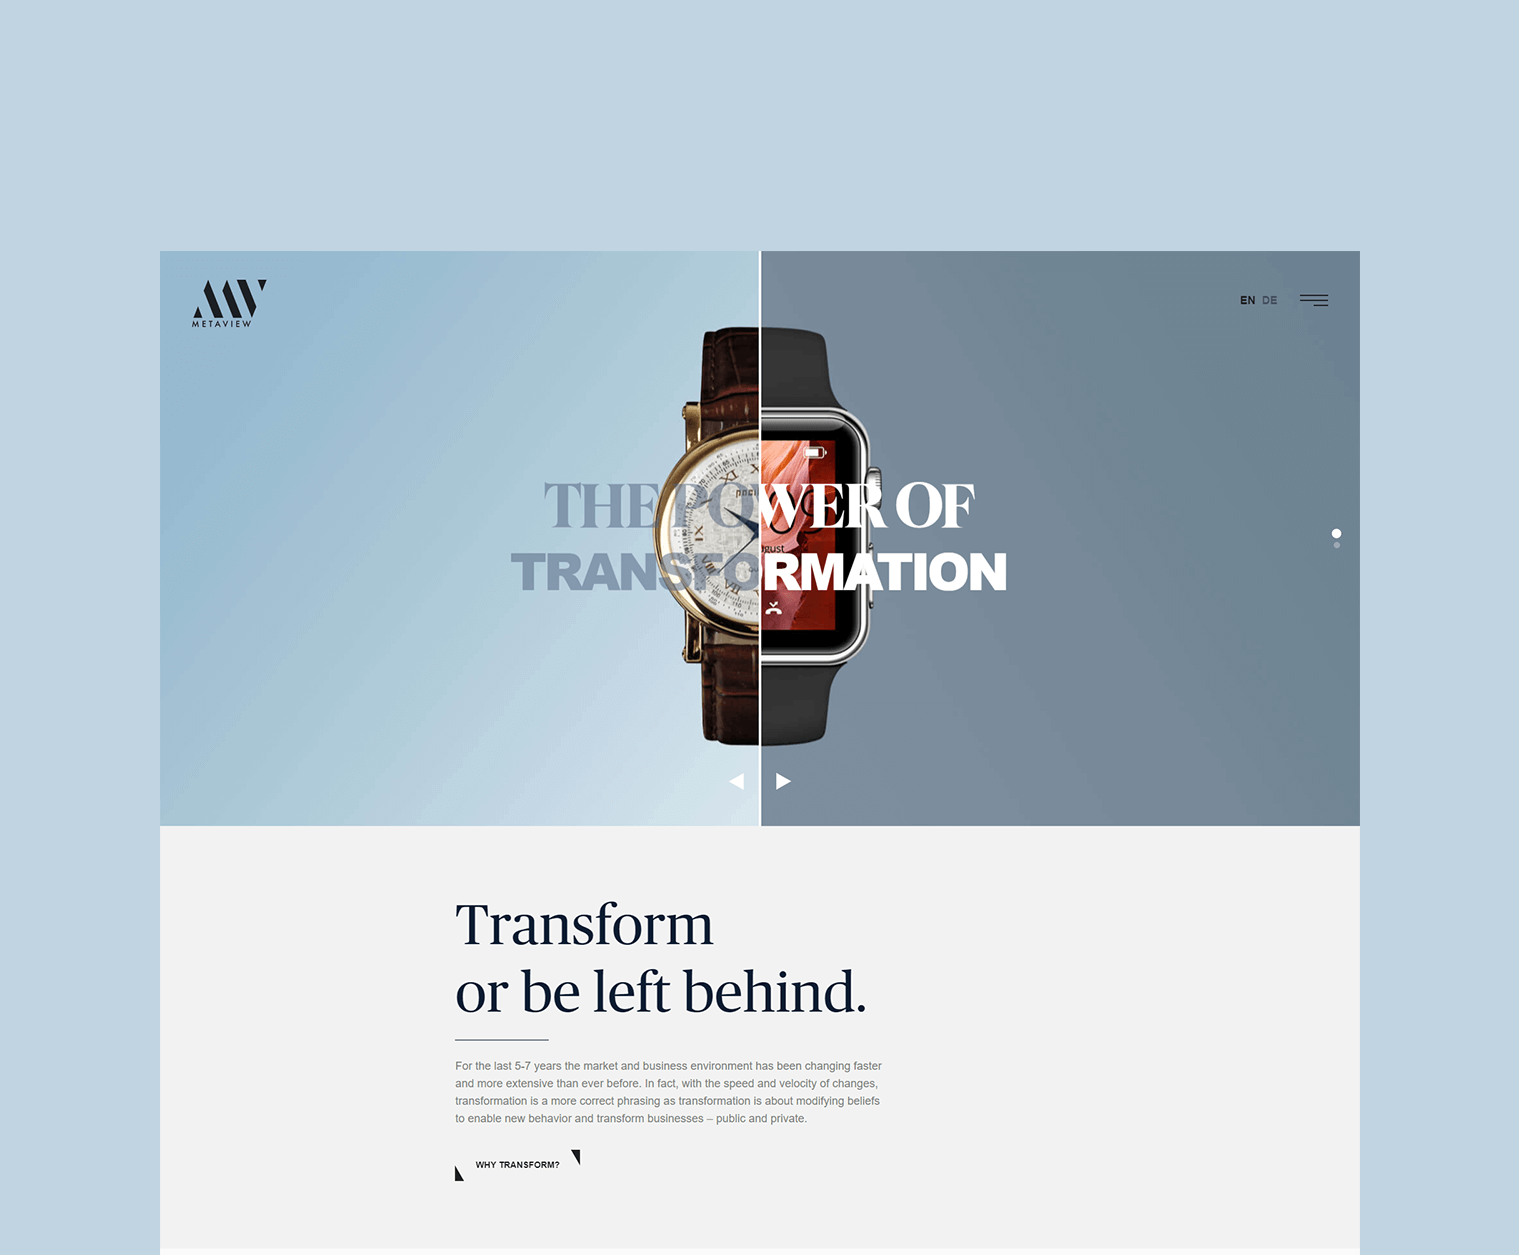 METAVIEW
EN DE
THE POWER OF
TRANSFORMATION
Transform
or be left behind.
For the last 5-7 years the market and business environment has been changing faster
and more extensive than ever before. In fact, with the speed and velocity of changes,
transformation is a more correct phrasing as transformation is about modifying beliefs
to enable new behavior and transform businesses – public and private.
WHY TRANSFORM?